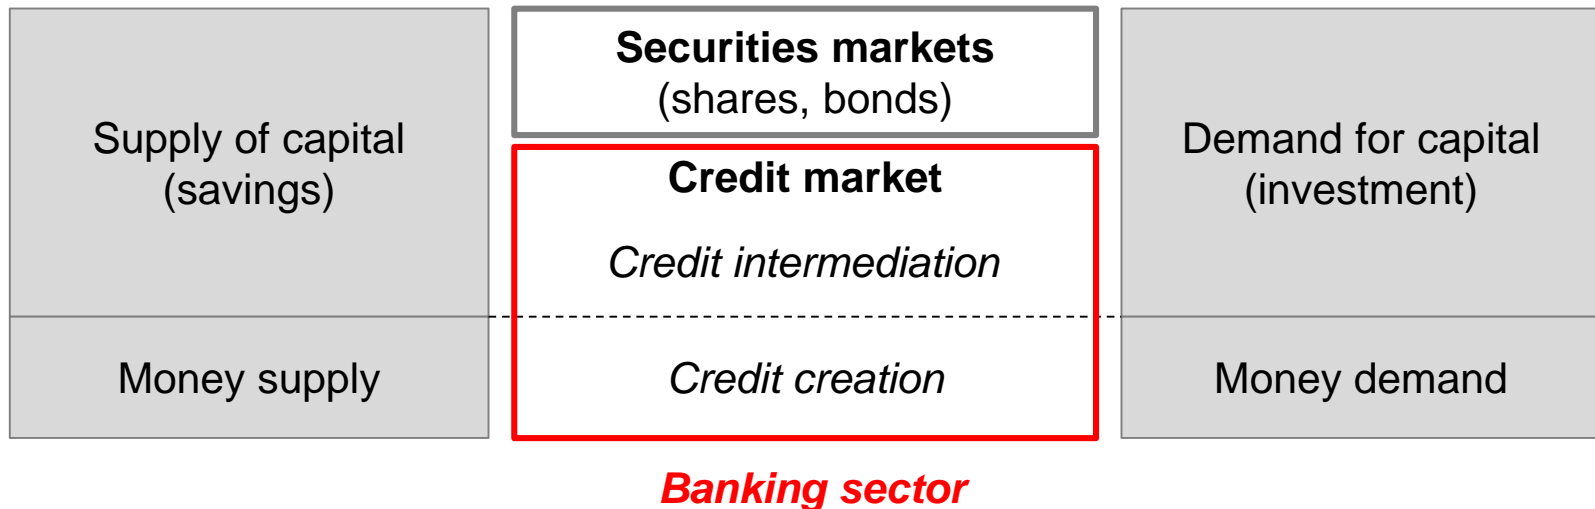 Supply of capital
(savings)
Money supply
Securities markets
(shares, bonds)
Credit market
Credit intermediation
Credit creation
Banking sector
Demand for capital
(investment)
Money demand